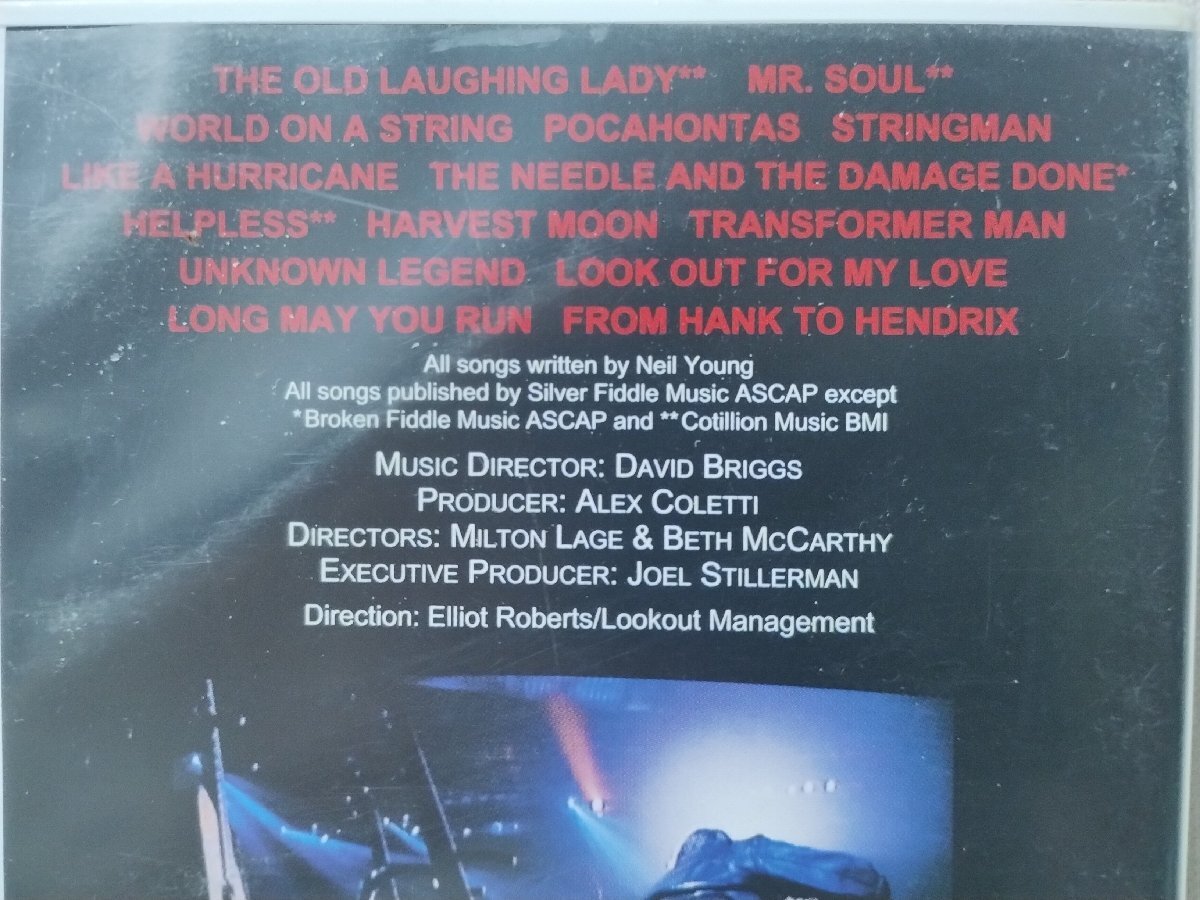 THE OLD LAUGHING LADY** MR. SOUL**
WORLD ON A STRING POCAHONTAS STRINGMAN
LIKE A HURRICANE THE NEEDLE AND THE DAMAGE DONE*
HELPLESS** HARVEST MOON TRANSFORMER MAN
UNKNOWN LEGEND LOOK OUT FOR MY LOVE
LONG MAY YOU RUN FROM HANK TO HENDRIX
All songs written by Neil Young
All songs published by Silver Fiddle Music ASCAP except
*Broken Fiddle Music ASCAP and **Cotillion Music BMI
MUSIC DIRECTOR: DAVID BRIGGS
PRODUCER: ALEX COLETTI
DIRECTORS: MILTON LAGE & BETH MCCARTHY
EXECUTIVE PRODUCER: JOEL STILLERMAN
Direction: Elliot Roberts/Lookout Management